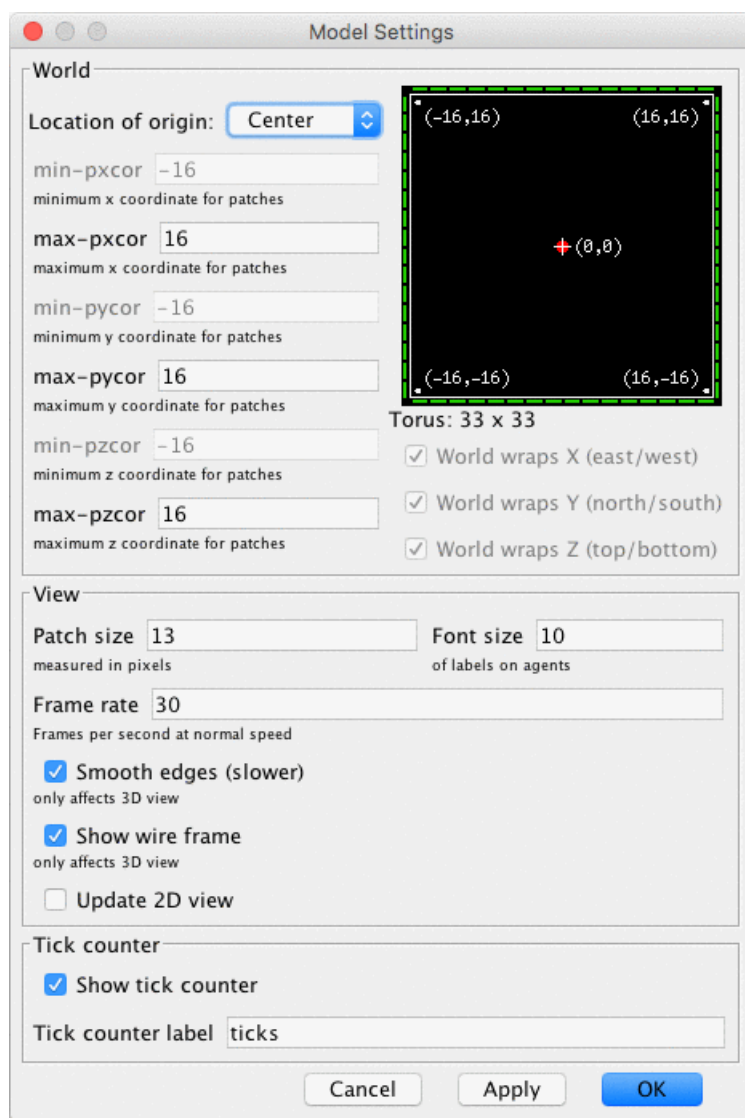 Model Settings
World
Location of origin: Center
min-pxcor -16
minimum x coordinate for patches
max-pxcor 16
maximum x coordinate for patches
min-pycor -16
minimum y coordinate for patches
max-pycor 16
maximum y coordinate for patches
min-pzcor -16
minimum z coordinate for patches
max-pzcor 16
maximum z coordinate for patches
(-16,16) (16,16)
(0,0)
(-16,-16) (16,-16)
Torus: 33 x 33
World wraps X (east/west)
World wraps Y (north/south)
World wraps Z (top/bottom)
View
Patch size 13
measured in pixels
Font size 10
of labels on agents
Frame rate 30
Frames per second at normal speed
Smooth edges (slower)
only affects 3D view
Show wire frame
only affects 3D view
Update 2D view
Tick counter
Show tick counter
Tick counter label ticks
Cancel Apply OK